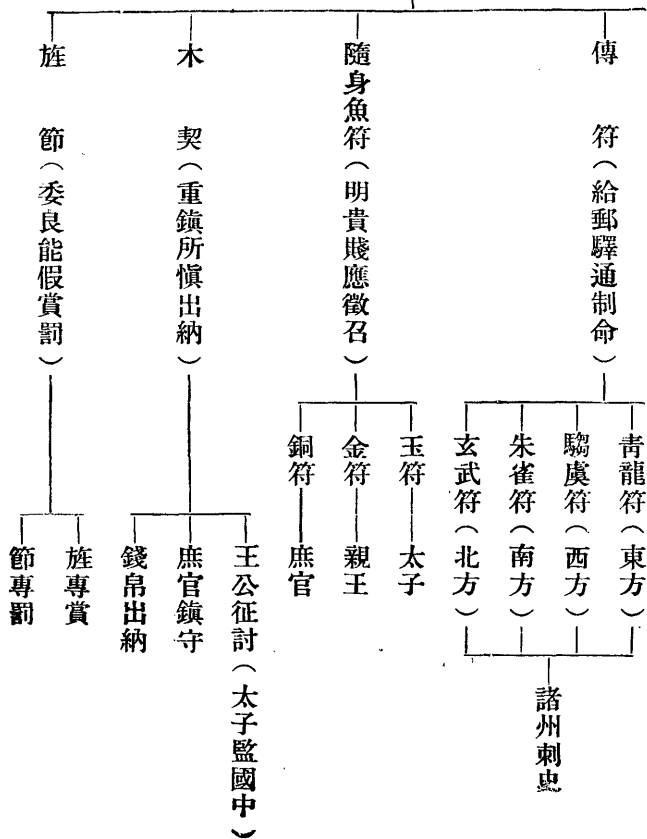 傳符（給郵驛通制命）
青龍符（東方）
騶虞符（西方）
朱雀符（南方）
玄武符（北方）
諸州刺史
隨身魚符（明貴賤應徵召）
玉符
太子
金符
親王
銅符
庶官
木契（重鎭所愼出納）
王公征討（太子監國中）
庶官鎭守
錢帛出納
旌節（委良能假賞罰）
旌專賞
節專罰